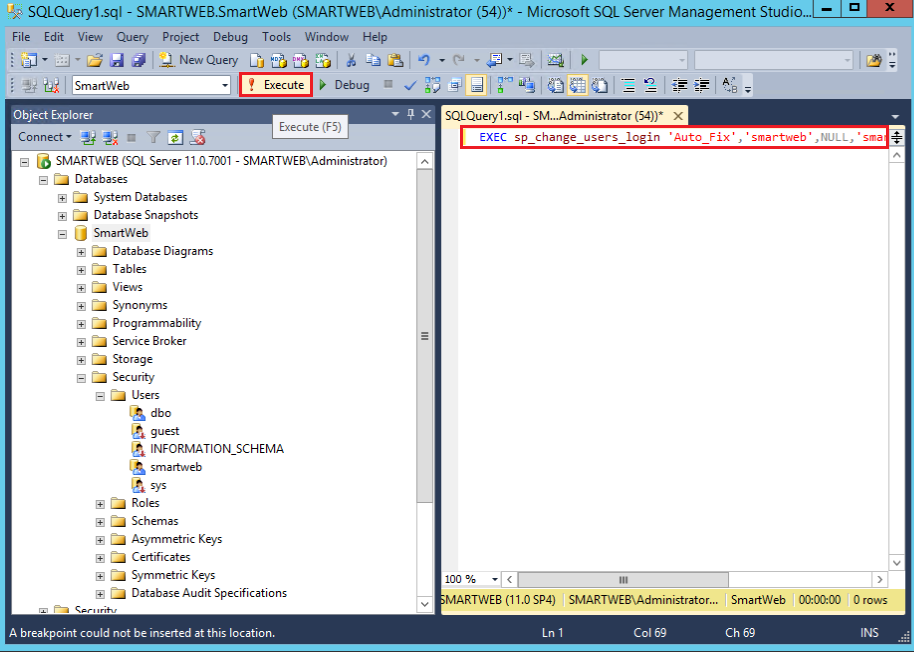 SQLQuery1.sql - SMARTWEB.SmartWeb (SMARTWEB\Administrator (54))* - Microsoft SQL Server Management Studio...
File Edit View Query Project Debug Tools Window Help
New Query
SmartWeb Execute Debug
Object Explorer
Execute (F5)
Connect
SMARTWEB (SQL Server 11.0.7001 - SMARTWEB\Administrator)
Databases
System Databases
Database Snapshots
SmartWeb
Database Diagrams
Tables
Views
Synonyms
Programmability
Service Broker
Storage
Security
Users
dbo
guest
INFORMATION_SCHEMA
smartweb
sys
Roles
Schemas
Asymmetric Keys
Certificates
Symmetric Keys
Database Audit Specifications
Security
SQLQuery1.sql - SM...Administrator (54))*
EXEC sp_change_users_login 'Auto_Fix','smartweb',NULL,'smar
100 %
SMARTWEB (11.0 SP4) SMARTWEB\Administrator... SmartWeb 00:00:00 0 rows
A breakpoint could not be inserted at this location. Ln 1 Col 69 Ch 69 INS